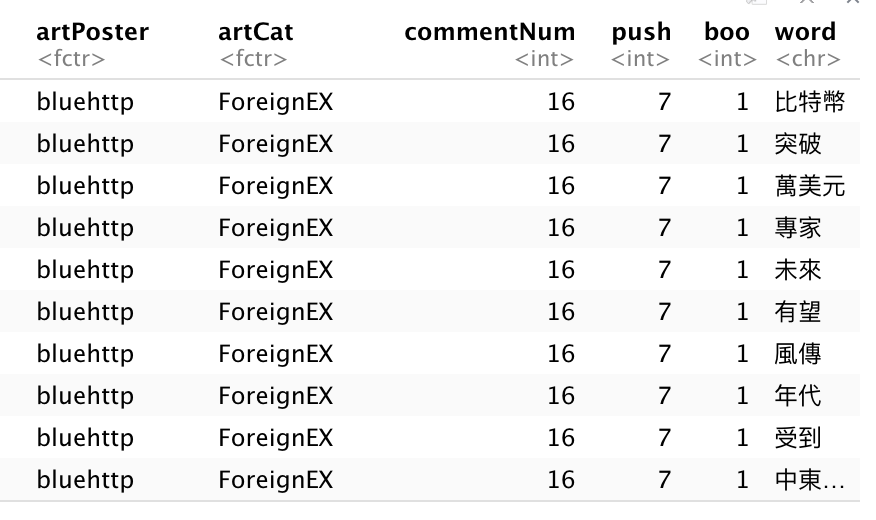 artPoster artCat commentNum push boo word
<fctr> <fctr> <int> <int> <int> <chr>
bluehttp ForeignEX 16 7 1 比特幣
bluehttp ForeignEX 16 7 1 突破
bluehttp ForeignEX 16 7 1 萬美元
bluehttp ForeignEX 16 7 1 專家
bluehttp ForeignEX 16 7 1 未來
bluehttp ForeignEX 16 7 1 有望
bluehttp ForeignEX 16 7 1 風傳
bluehttp ForeignEX 16 7 1 年代
bluehttp ForeignEX 16 7 1 受到
bluehttp ForeignEX 16 7 1 中東…